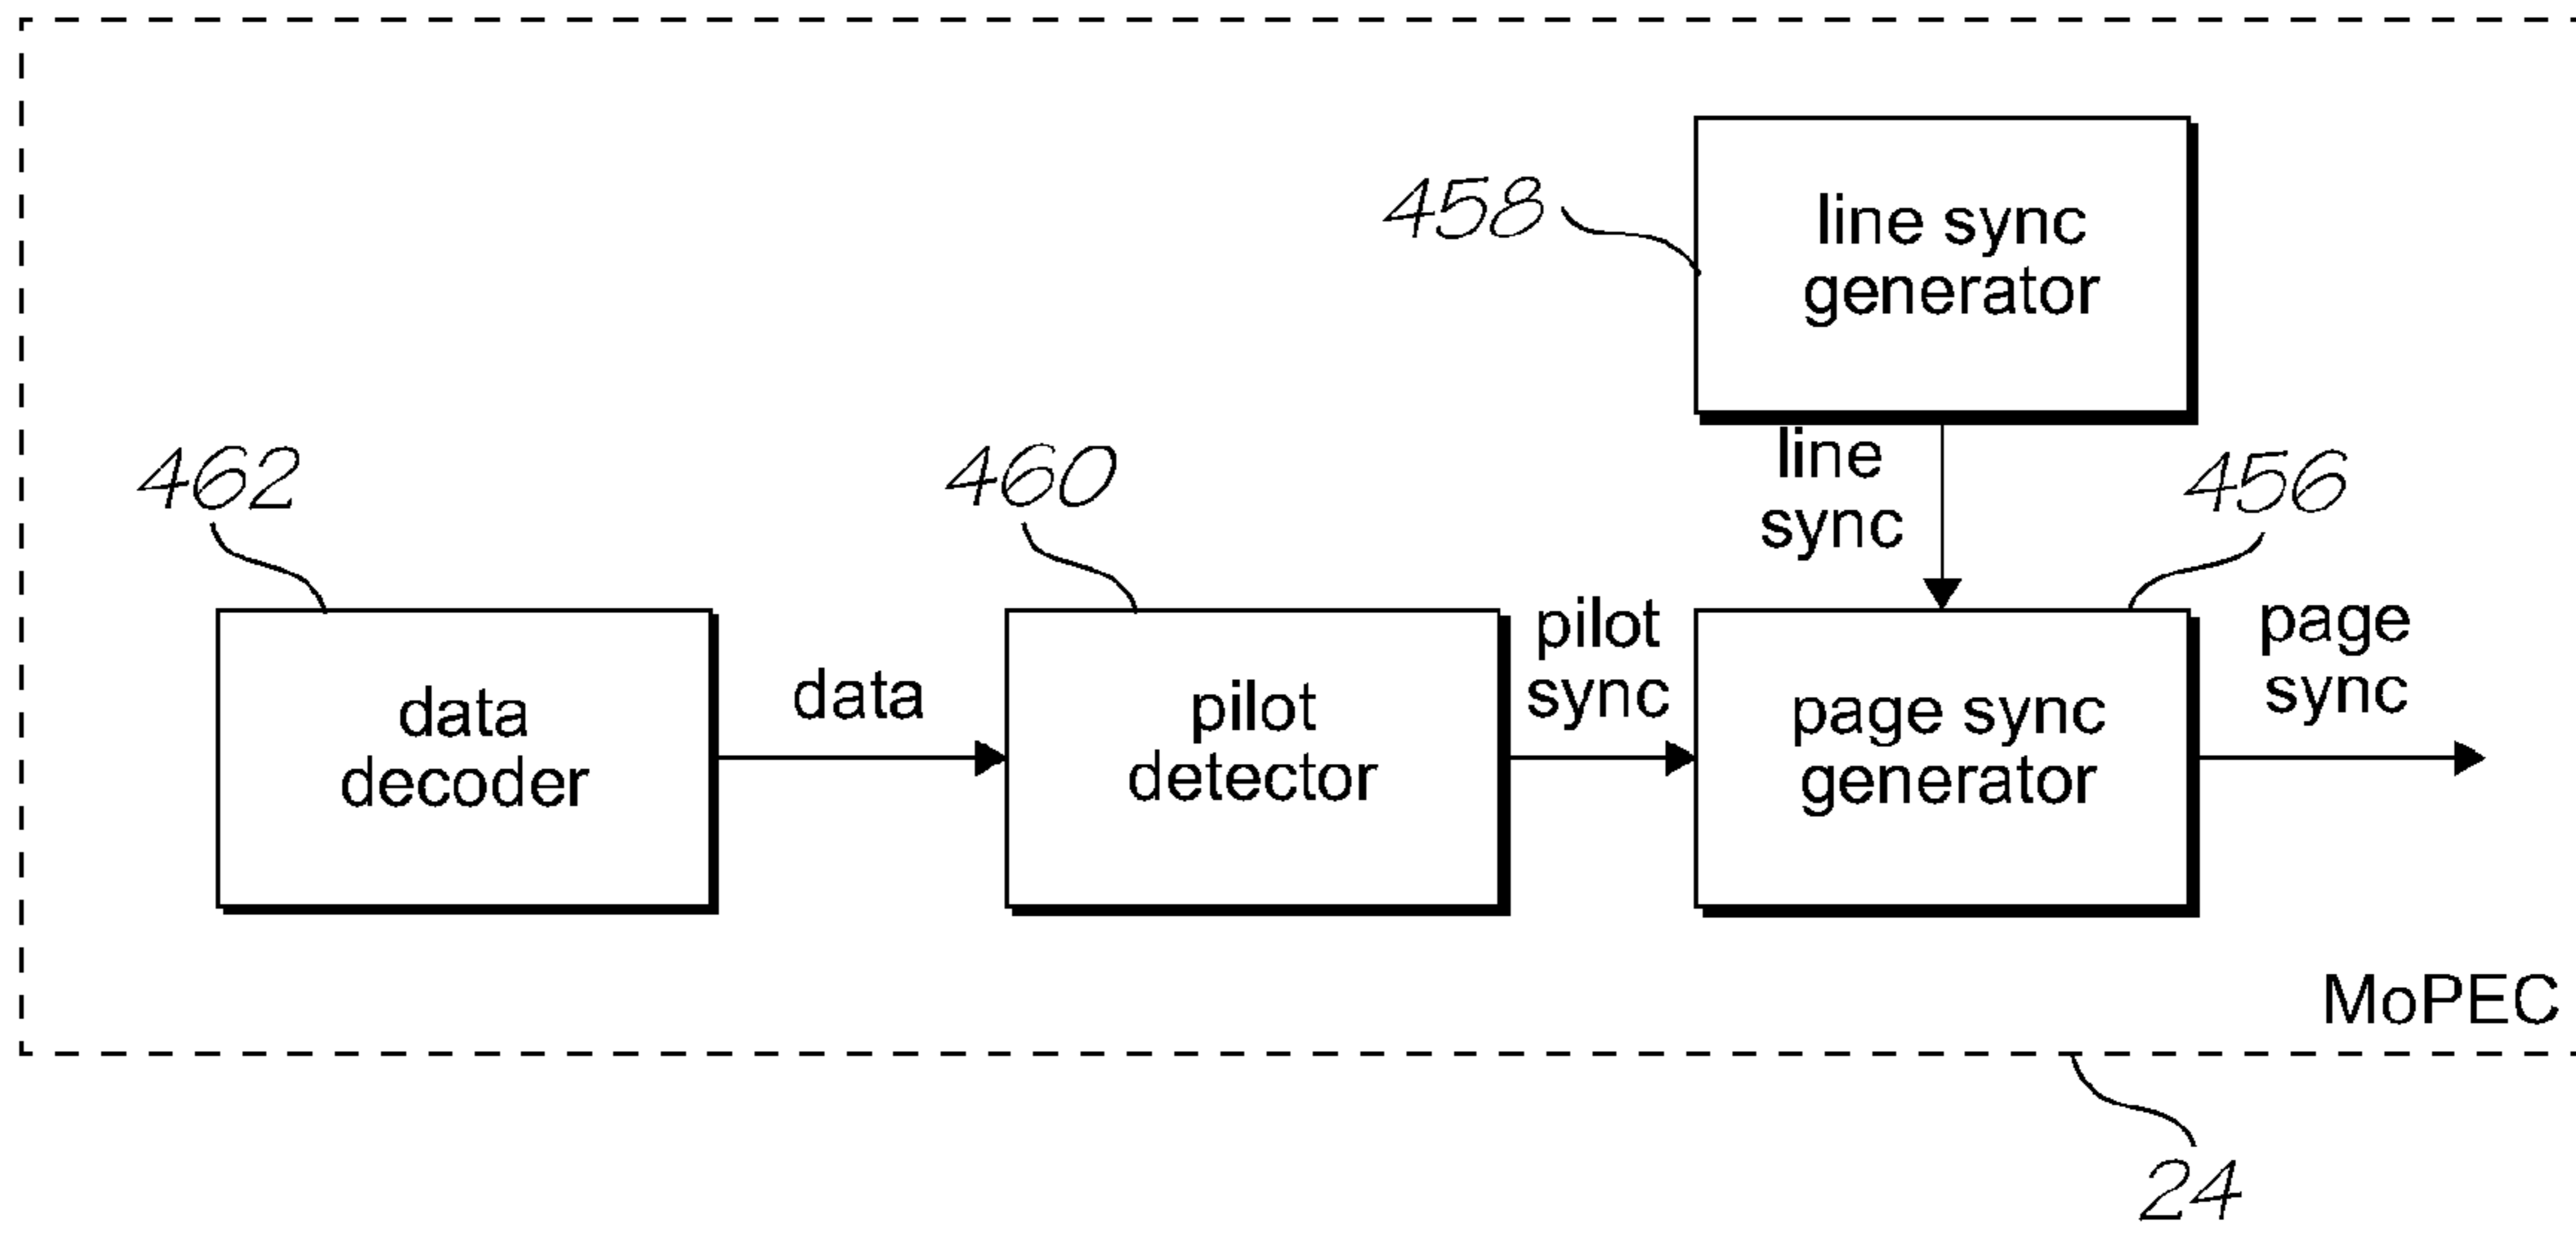 458
line sync
generator
line
sync
462
460
456
data
decoder
data
pilot
detector
pilot
sync
page sync
generator
page
sync
MoPEC
24